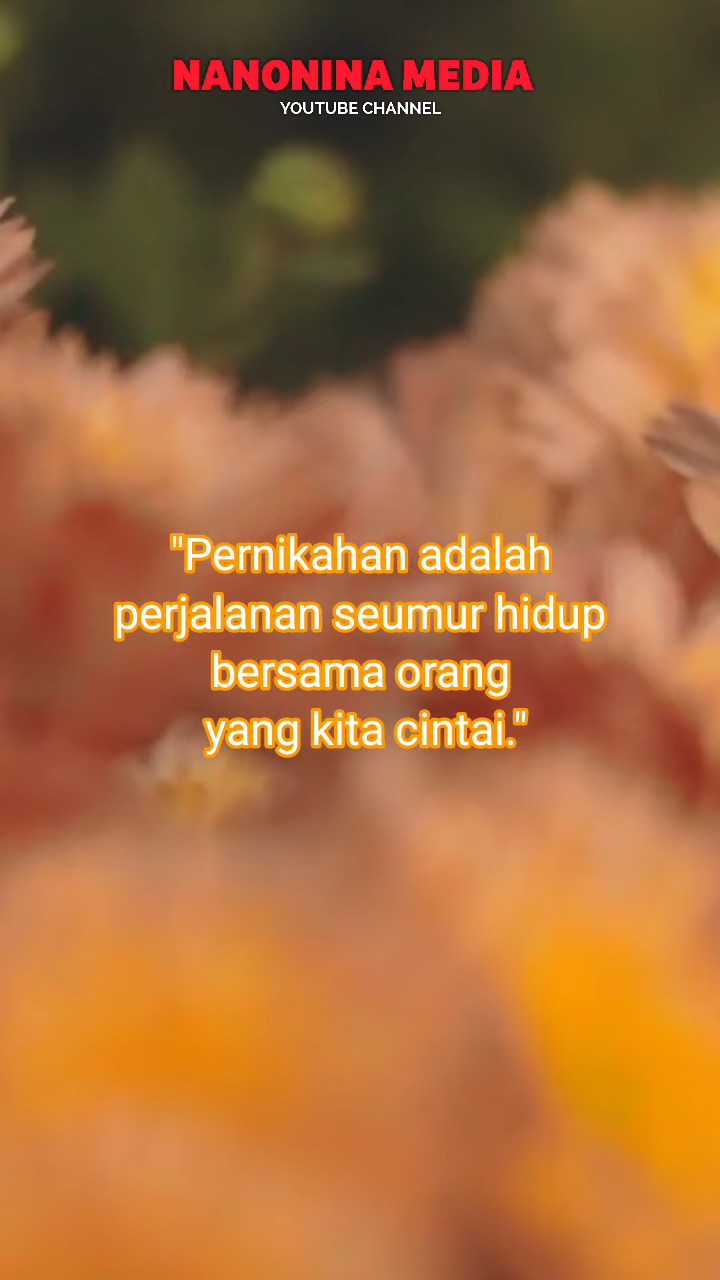 NANONINA MEDIA
YOUTUBE CHANNEL
"Pernikahan adalah
perjalanan seumur hidup
bersama orang
yang kita cintai."